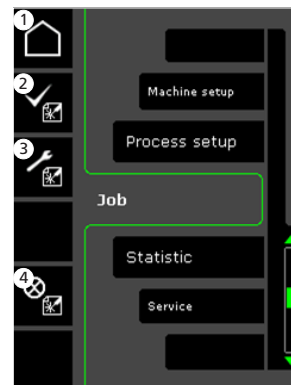 1
2
3
4
Machine setup
Process setup
Job
Statistic
Service